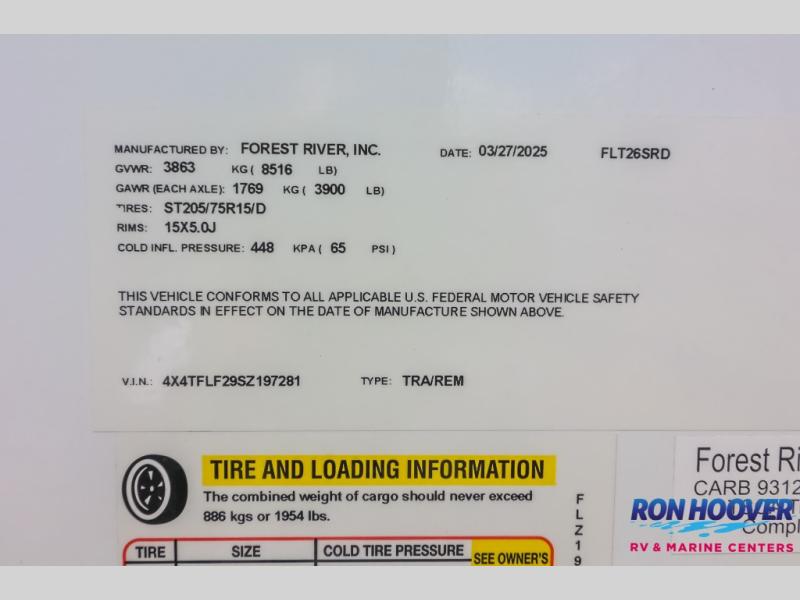 MANUFACTURED BY: FOREST RIVER, INC. DATE: 03/27/2025 FLT26SRD
GVWR: 3863 KG ( 8516 LB)
GAWR (EACH AXLE): 1769 KG ( 3900 LB)
TIRES: ST205/75R15/D
RIMS: 15X5.0J
COLD INFL. PRESSURE: 448 KPA ( 65 PSI )
THIS VEHICLE CONFORMS TO ALL APPLICABLE U.S. FEDERAL MOTOR VEHICLE SAFETY
STANDARDS IN EFFECT ON THE DATE OF MANUFACTURE SHOWN ABOVE.
V.I.N.: 4X4TFLF29SZ197281 TYPE: TRA/REM
TIRE AND LOADING INFORMATION
The combined weight of cargo should never exceed
886 kgs or 1954 lbs.
TIRE SIZE COLD TIRE PRESSURE SEE OWNER'S
FLZ19
Forest Ri
CARB 9312
Compl
RON HOOVER
RV & MARINE CENTERS